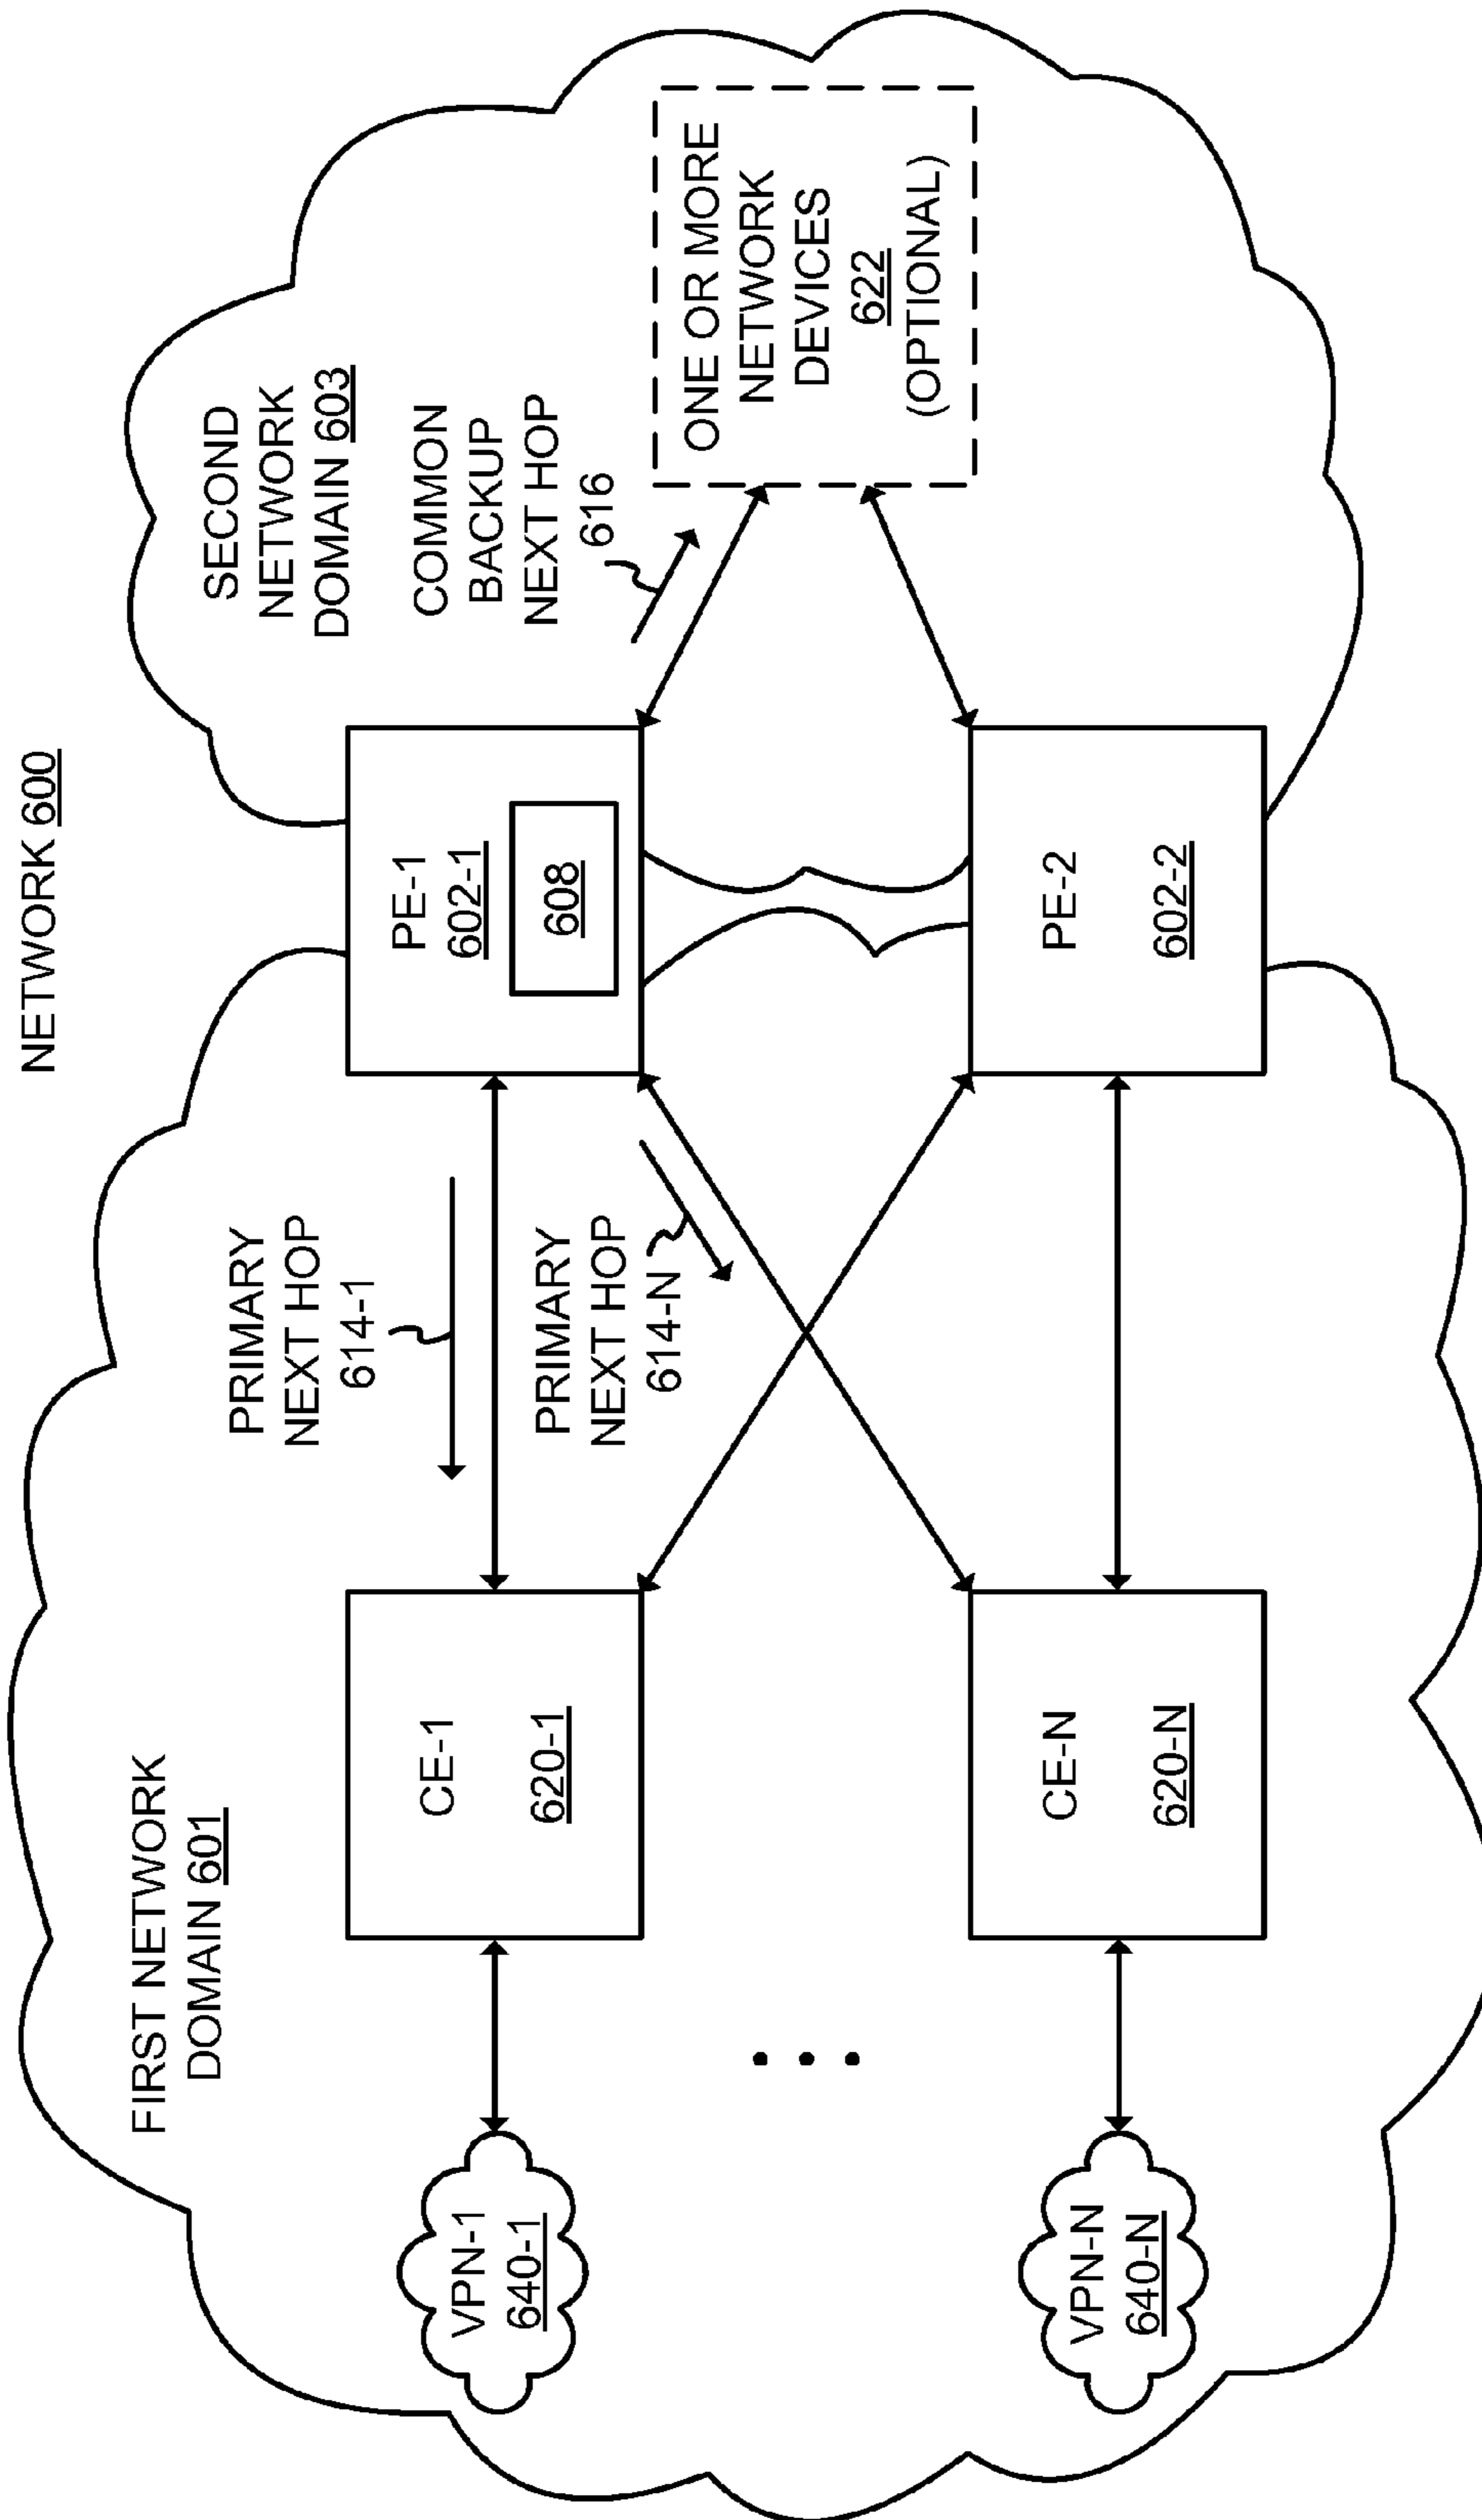 NETWORK 600
FIRST NETWORK
DOMAIN 601
SECOND
NETWORK
DOMAIN 603
PRIMARY
NEXT HOP
614-1
COMMON
BACKUP
NEXT HOP
616
VPN-1
640-1
CE-1
620-1
PE-1
602-1
608
PRIMARY
NEXT HOP
614-N
ONE OR MORE
NETWORK
DEVICES
622
(OPTIONAL)
VPN-N
640-N
CE-N
620-N
PE-2
602-2